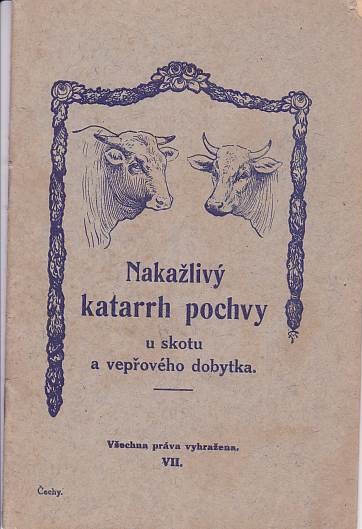 Nakažlivý
katarrh pochvy
u skotu
a vepřového dobytka.
Všechna práva vyhražena.
VII.
Čechy.